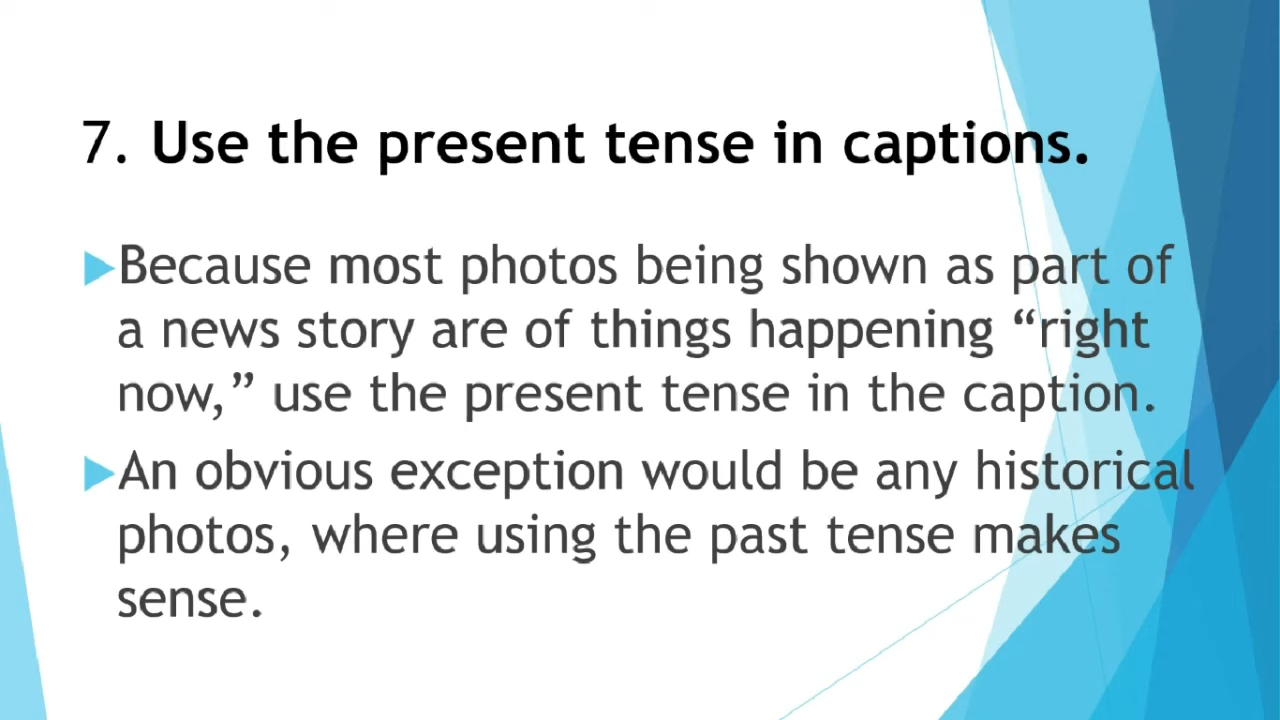 7. Use the present tense in captions.
Because most photos being shown as part of
a news story are of things happening “right
now,” use the present tense in the caption.
An obvious exception would be any historical
photos, where using the past tense makes
sense.